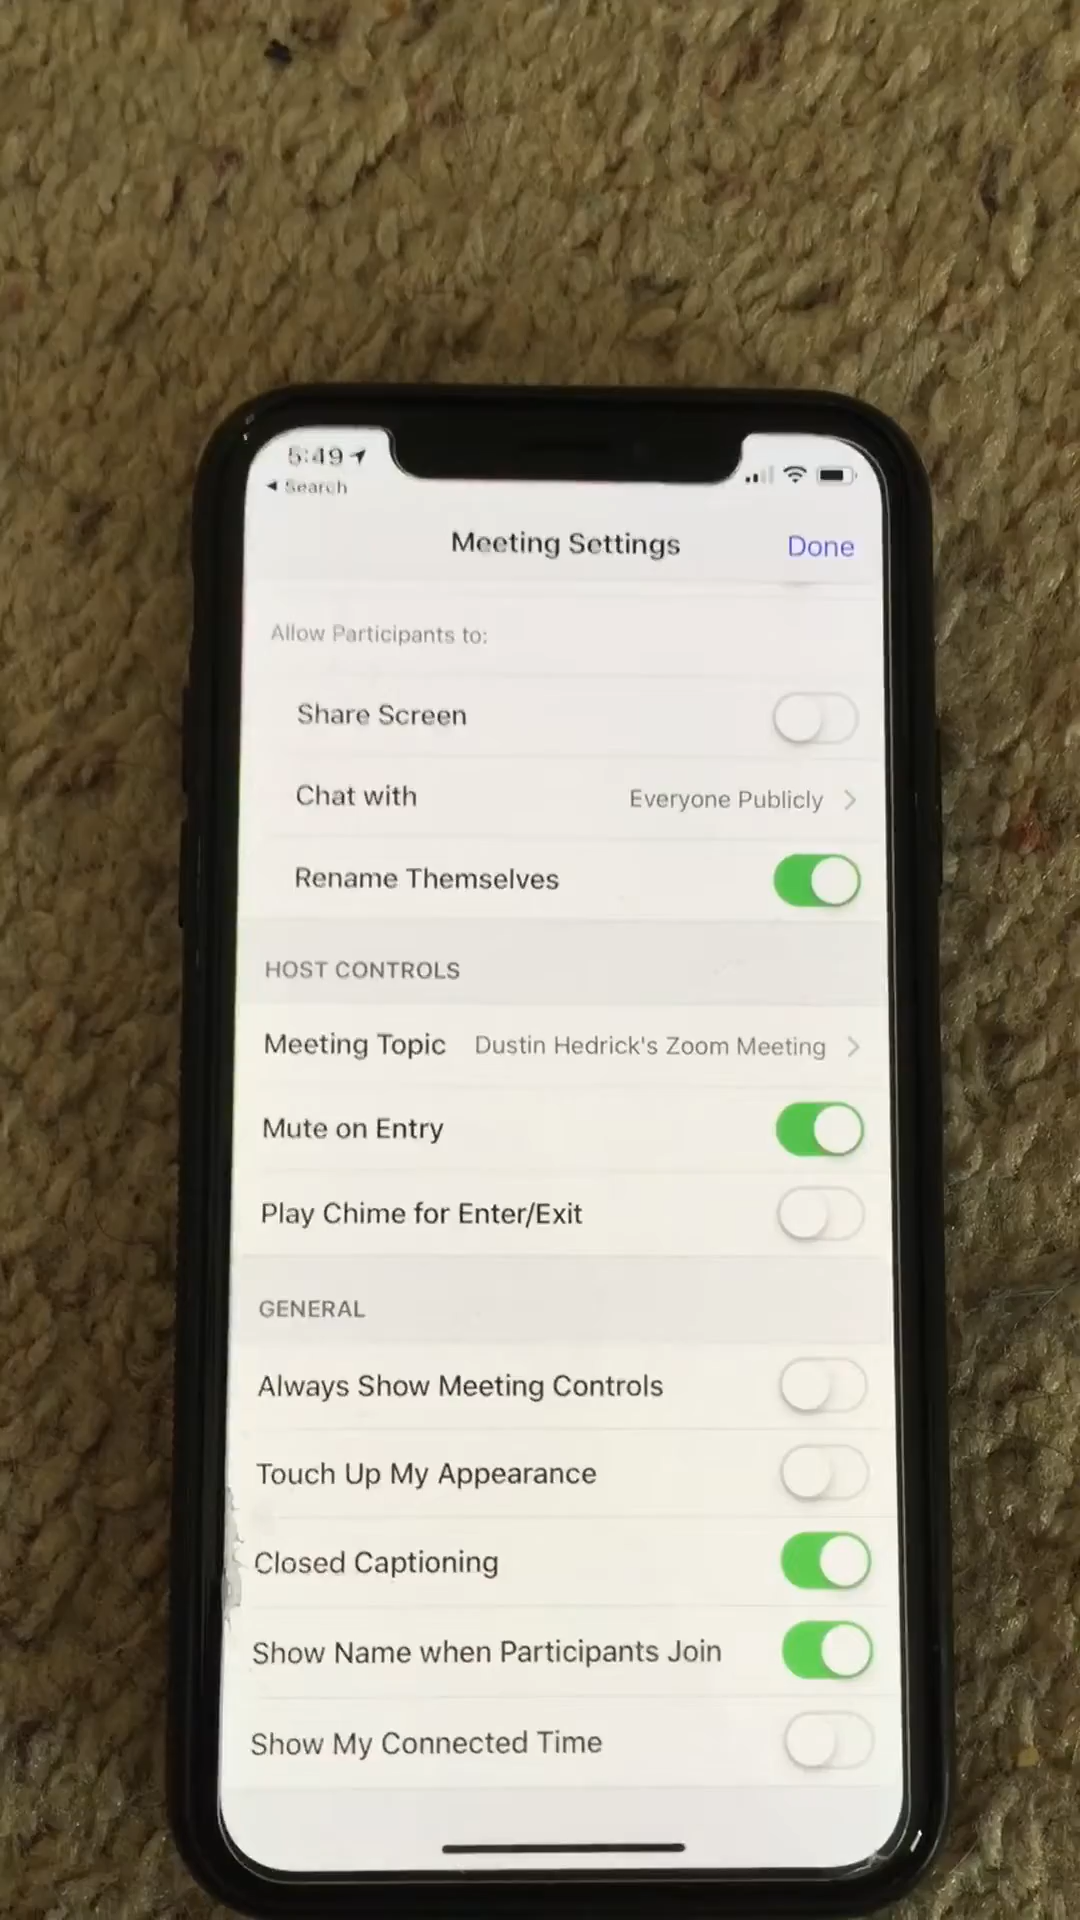 5:49
Search
Meeting Settings
Done
Allow Participants to:
Share Screen
Chat with Everyone Publicly
Rename Themselves
HOST CONTROLS
Meeting Topic Dustin Hedrick's Zoom Meeting
Mute on Entry
Play Chime for Enter/Exit
GENERAL
Always Show Meeting Controls
Touch Up My Appearance
Closed Captioning
Show Name when Participants Join
Show My Connected Time